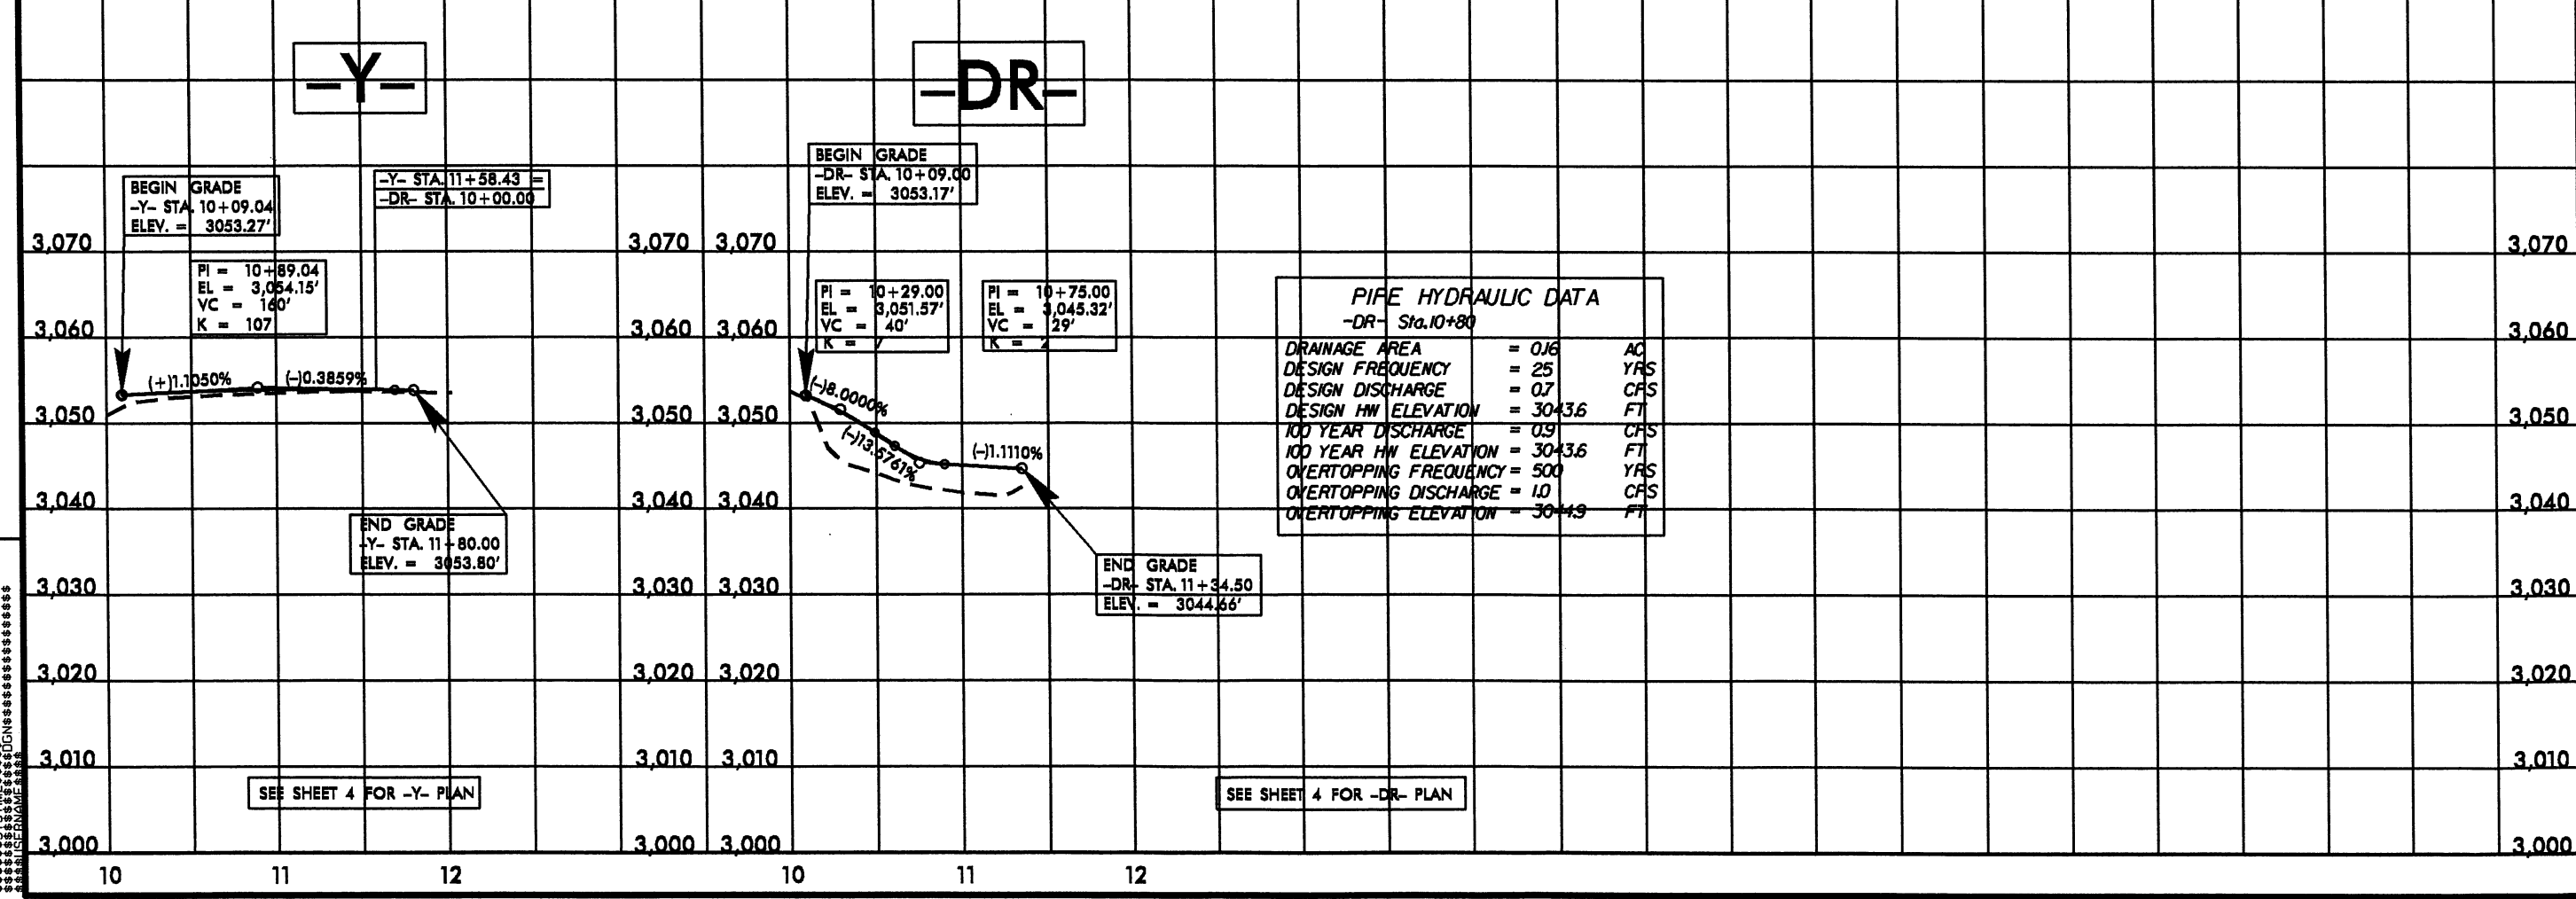 -Y-
-DR-
BEGIN GRADE
-Y- STA. 10+09.04
ELEV. = 3053.27'
-Y- STA. 11+58.43 =
-DR- STA. 10+00.00
BEGIN GRADE
-DR- STA. 10+09.00
ELEV. = 3053.17'
3,070 3,070 3,070 3,070
PI = 10+89.04
EL = 3,054.15'
VC = 160'
K = 107
PI = 10+29.00
EL = 3,051.57'
VC = 40'
K = 7
PI = 10+75.00
EL = 3,045.32'
VC = 29'
K = 2
PIPE HYDRAULIC DATA
-DR- Sta. 10+80
DRAINAGE AREA = 0.16 AC
DESIGN FREQUENCY = 25 YRS
DESIGN DISCHARGE = 0.7 CFS
DESIGN HW ELEVATION = 3043.6 FT
100 YEAR DISCHARGE = 0.9 CFS
100 YEAR HW ELEVATION = 3043.6 FT
OVERTOPPING FREQUENCY = 500 YRS
OVERTOPPING DISCHARGE = 1.0 CFS
OVERTOPPING ELEVATION = 3044.9 FT
3,060 3,060 3,060 3,060
(+)1.1050% (-)0.3859%
(-)8.0000%
(-)13.5761%
(-)1.1110%
3,050 3,050 3,050 3,050
3,040 3,040 3,040 3,040
END GRADE
-Y- STA. 11+80.00
ELEV. = 3053.80'
END GRADE
-DR- STA. 11+34.50
ELEV. = 3044.66'
3,030 3,030 3,030 3,030
3,020 3,020 3,020 3,020
3,010 3,010 3,010 3,010
SEE SHEET 4 FOR -Y- PLAN
SEE SHEET 4 FOR -DR- PLAN
3,000 3,000 3,000 3,000
10 11 12 10 11 12